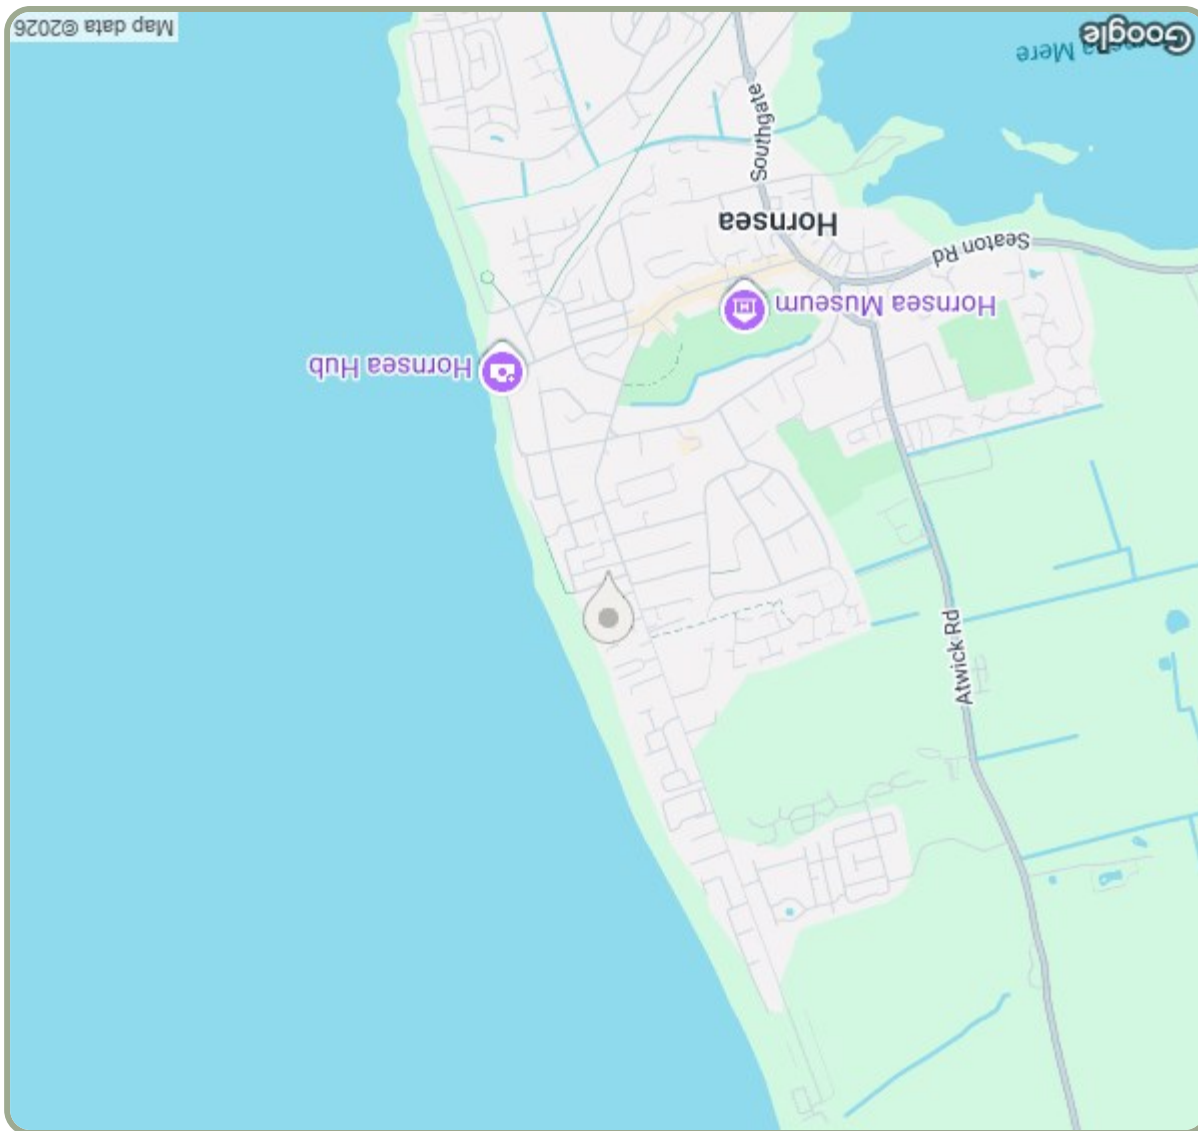 Hornsea
Hornsea Museum
Hornsea Hub
Seaton Rd
Southgate
Atwick Rd
Mere
Google
Map data ©2026